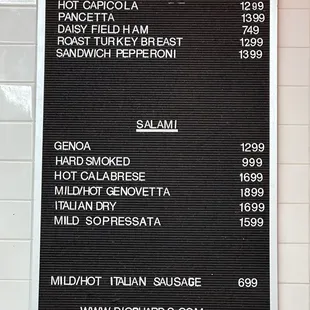 HOT CAPICOLA 1299
PANCETTA 1399
DAISY FIELD HAM 749
ROAST TURKEY BREAST 1299
SANDWICH PEPPERONI 1399
SALAMI
GENOA 1299
HARD SMOKED 999
HOT CALABRESE 1699
MILD/HOT GENOVETTA 1899
ITALIAN DRY 1699
MILD SOPRESSATA 1599
MILD/HOT ITALIAN SAUSAGE 699